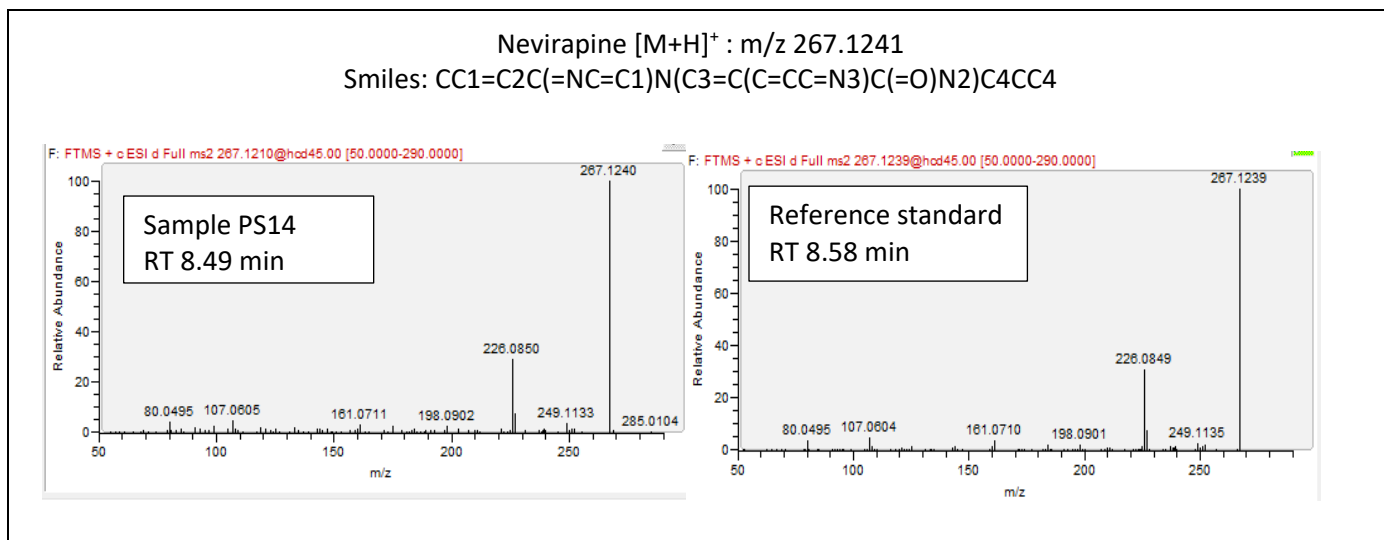 Nevirapine [M+H]+ : m/z 267.1241
Smiles: CC1=C2C(=NC=C1)N(C3=C(C=CC=N3)C(=O)N2)C4CC4
F: FTMS + c ESI d Full ms2 267.1210@hcd45.00 [50.0000-290.0000]
267.1240
100
Sample PS14
RT 8.49 min
80
60
Relative Abundance
40
226.0850
20
80.0495 107.0605 161.0711 198.0902 249.1133 285.0104
0
50 100 150 200 250
m/z
F: FTMS + c ESI d Full ms2 267.1239@hcd45.00 [50.0000-290.0000]
267.1239
100
Reference standard
RT 8.58 min
80
60
Relative Abundance
40
226.0849
20
80.0495 107.0604 161.0710 198.0901 249.1135
0
50 100 150 200 250
m/z